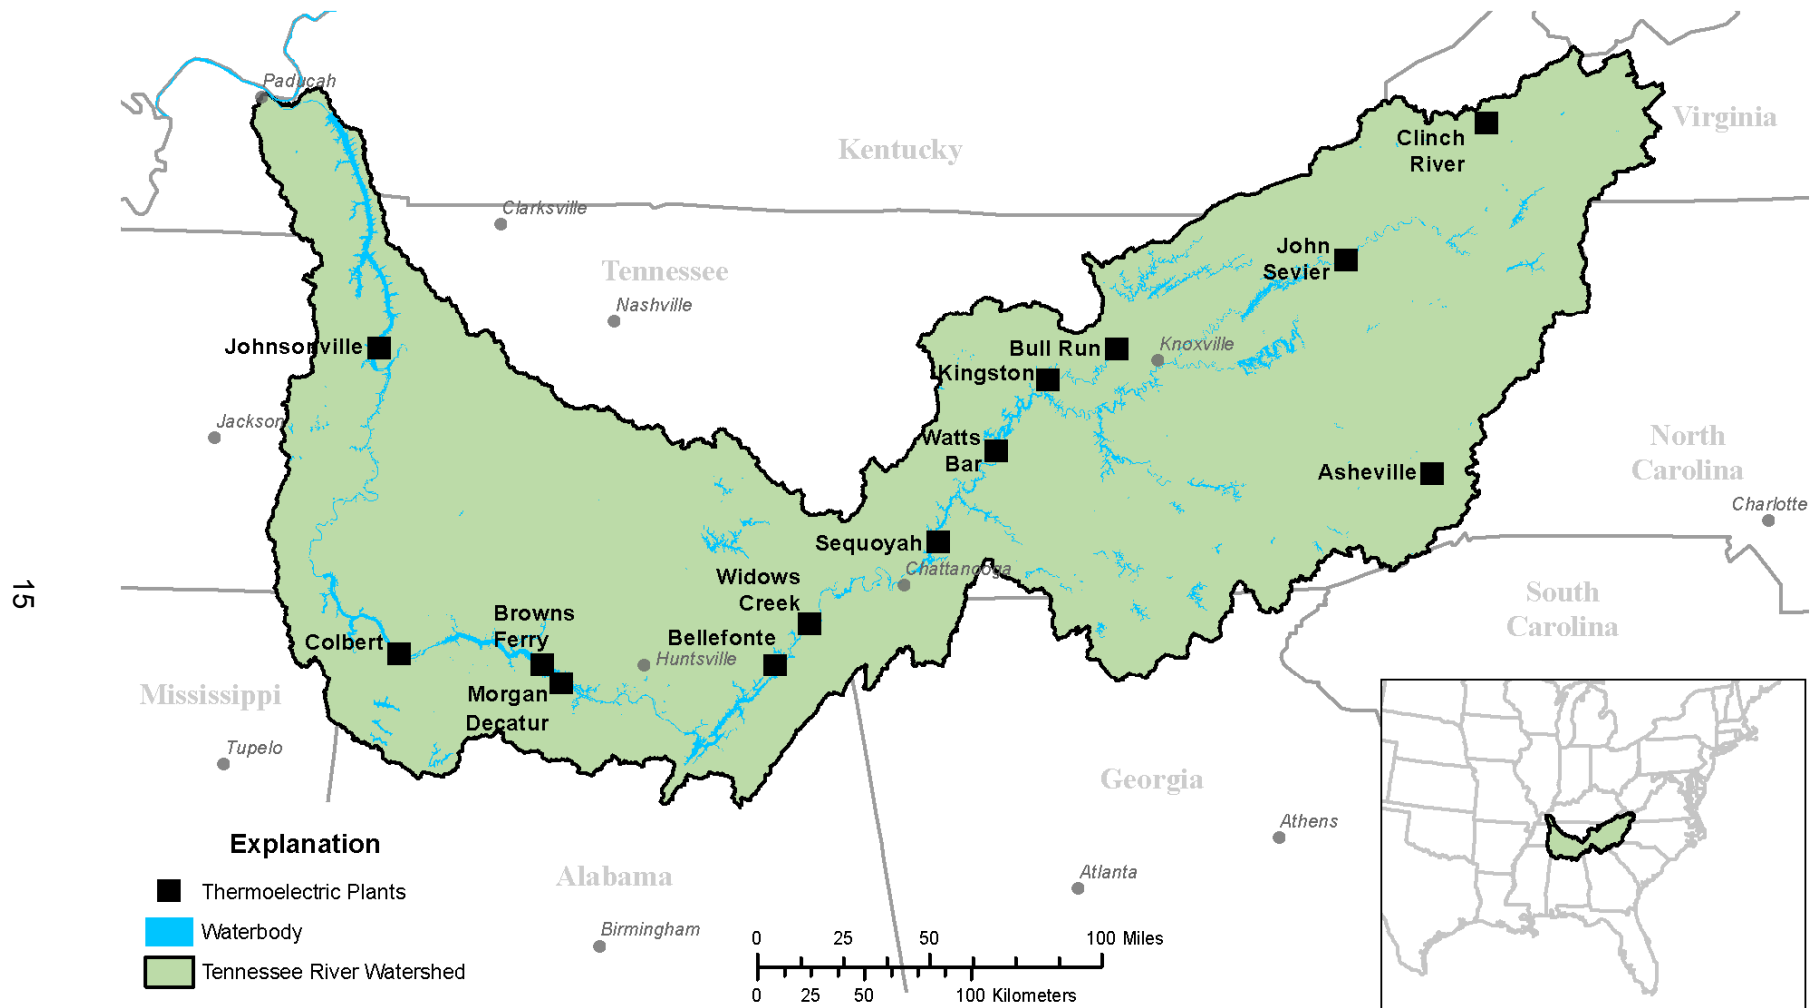 Paducah
Virginia
Clinch
River
Kentucky
Clarksville
Tennessee
John
Sevier
Nashville
Johnsonville
Bull Run
Knoxville
Kingston
Jackson
Watts
Bar
North
Carolina
Asheville
Charlotte
Sequoyah
Chattanooga
Widows
Creek
15
South
Carolina
Browns
Ferry
Colbert
Bellefonte
Huntsville
Morgan
Decatur
Mississippi
Tupelo
Georgia
Athens
Explanation
Alabama
Atlanta
Thermoelectric Plants
Waterbody
Birmingham
Tennessee River Watershed
0 25 50 100 Miles
0 25 50 100 Kilometers